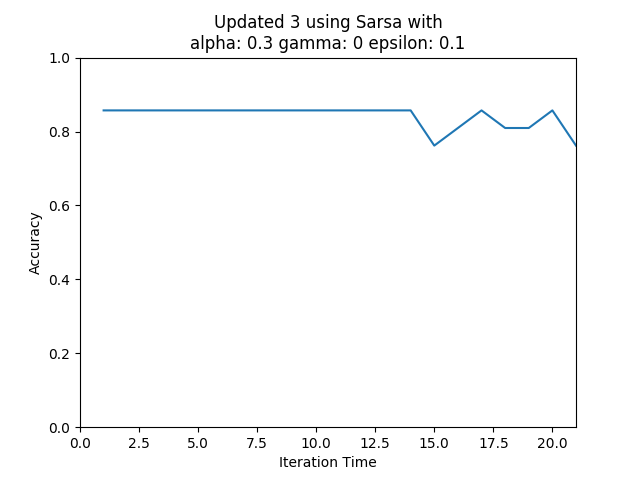 Updated 3 using Sarsa with
alpha: 0.3 gamma: 0 epsilon: 0.1
1.0
0.8
0.6
0.4
0.2
0.0
Accuracy
0.0 2.5 5.0 7.5 10.0 12.5 15.0 17.5 20.0
Iteration Time